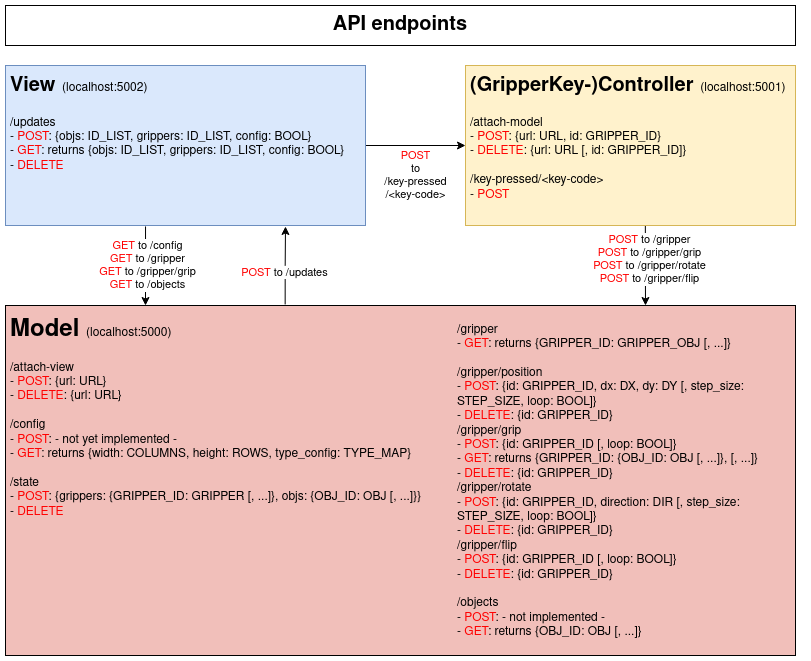 API endpoints
View (localhost:5002)
/updates
- POST: {objs: ID_LIST, grippers: ID_LIST, config: BOOL}
- GET: returns {objs: ID_LIST, grippers: ID_LIST, config: BOOL}
- DELETE
POST
to
/key-pressed
/<key-code>
(GripperKey-)Controller (localhost:5001)
/attach-model
- POST: {url: URL, id: GRIPPER_ID}
- DELETE: {url: URL [, id: GRIPPER_ID]}
/key-pressed/<key-code>
- POST
GET to /config
GET to /gripper
GET to /gripper/grip
GET to /objects
POST to /updates
POST to /gripper
POST to /gripper/grip
POST to /gripper/rotate
POST to /gripper/flip
Model (localhost:5000)
/attach-view
- POST: {url: URL}
- DELETE: {url: URL}
/config
- POST: - not yet implemented -
- GET: returns {width: COLUMNS, height: ROWS, type_config: TYPE_MAP}
/state
- POST: {grippers: {GRIPPER_ID: GRIPPER [, ...]}, objs: {OBJ_ID: OBJ [, ...]}}
- DELETE
/gripper
- GET: returns {GRIPPER_ID: GRIPPER_OBJ [, ...]}
/gripper/position
- POST: {id: GRIPPER_ID, dx: DX, dy: DY [, step_size:
STEP_SIZE, loop: BOOL]}
- DELETE: {id: GRIPPER_ID}
/gripper/grip
- POST: {id: GRIPPER_ID [, loop: BOOL]}
- GET: returns {GRIPPER_ID: {OBJ_ID: OBJ [, ...]}, [, ...]}
- DELETE: {id: GRIPPER_ID}
/gripper/rotate
- POST: {id: GRIPPER_ID, direction: DIR [, step_size:
STEP_SIZE, loop: BOOL]}
- DELETE: {id: GRIPPER_ID}
/gripper/flip
- POST: {id: GRIPPER_ID [, loop: BOOL]}
- DELETE: {id: GRIPPER_ID}
/objects
- POST: - not implemented -
- GET: returns {OBJ_ID: OBJ [, ...]}